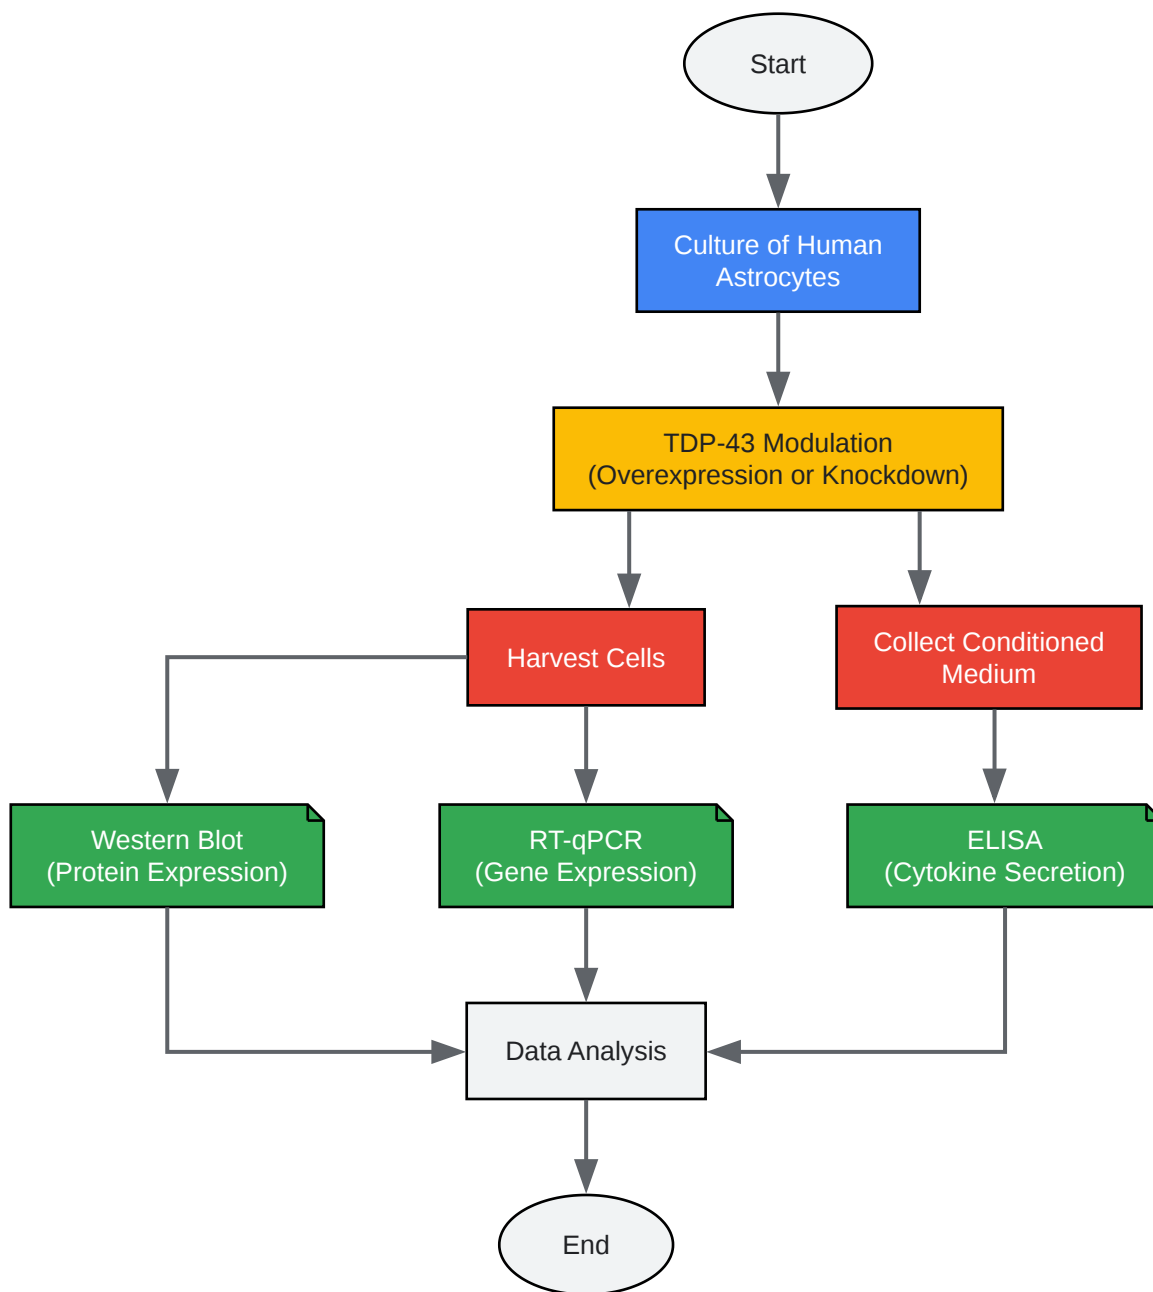 Start
Culture of Human
Astrocytes
TDP-43 Modulation
(Overexpression or Knockdown)
Harvest Cells
Collect Conditioned
Medium
Western Blot
(Protein Expression)
RT-qPCR
(Gene Expression)
ELISA
(Cytokine Secretion)
Data Analysis
End